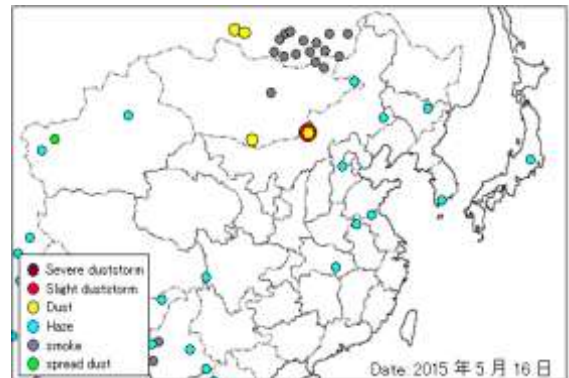 Severe duststorm
Slight duststorm
Dust
Haze
smoke
spread dust
Date: 2015 年 5 月 16 日